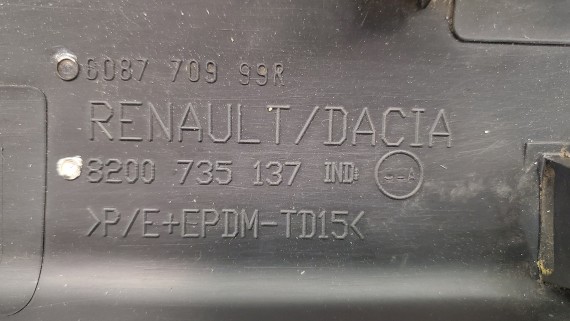 8087 709 99R
RENAULT/DACIA
8200 735 137 IND: --A
>P/E+EPDM-TD15<